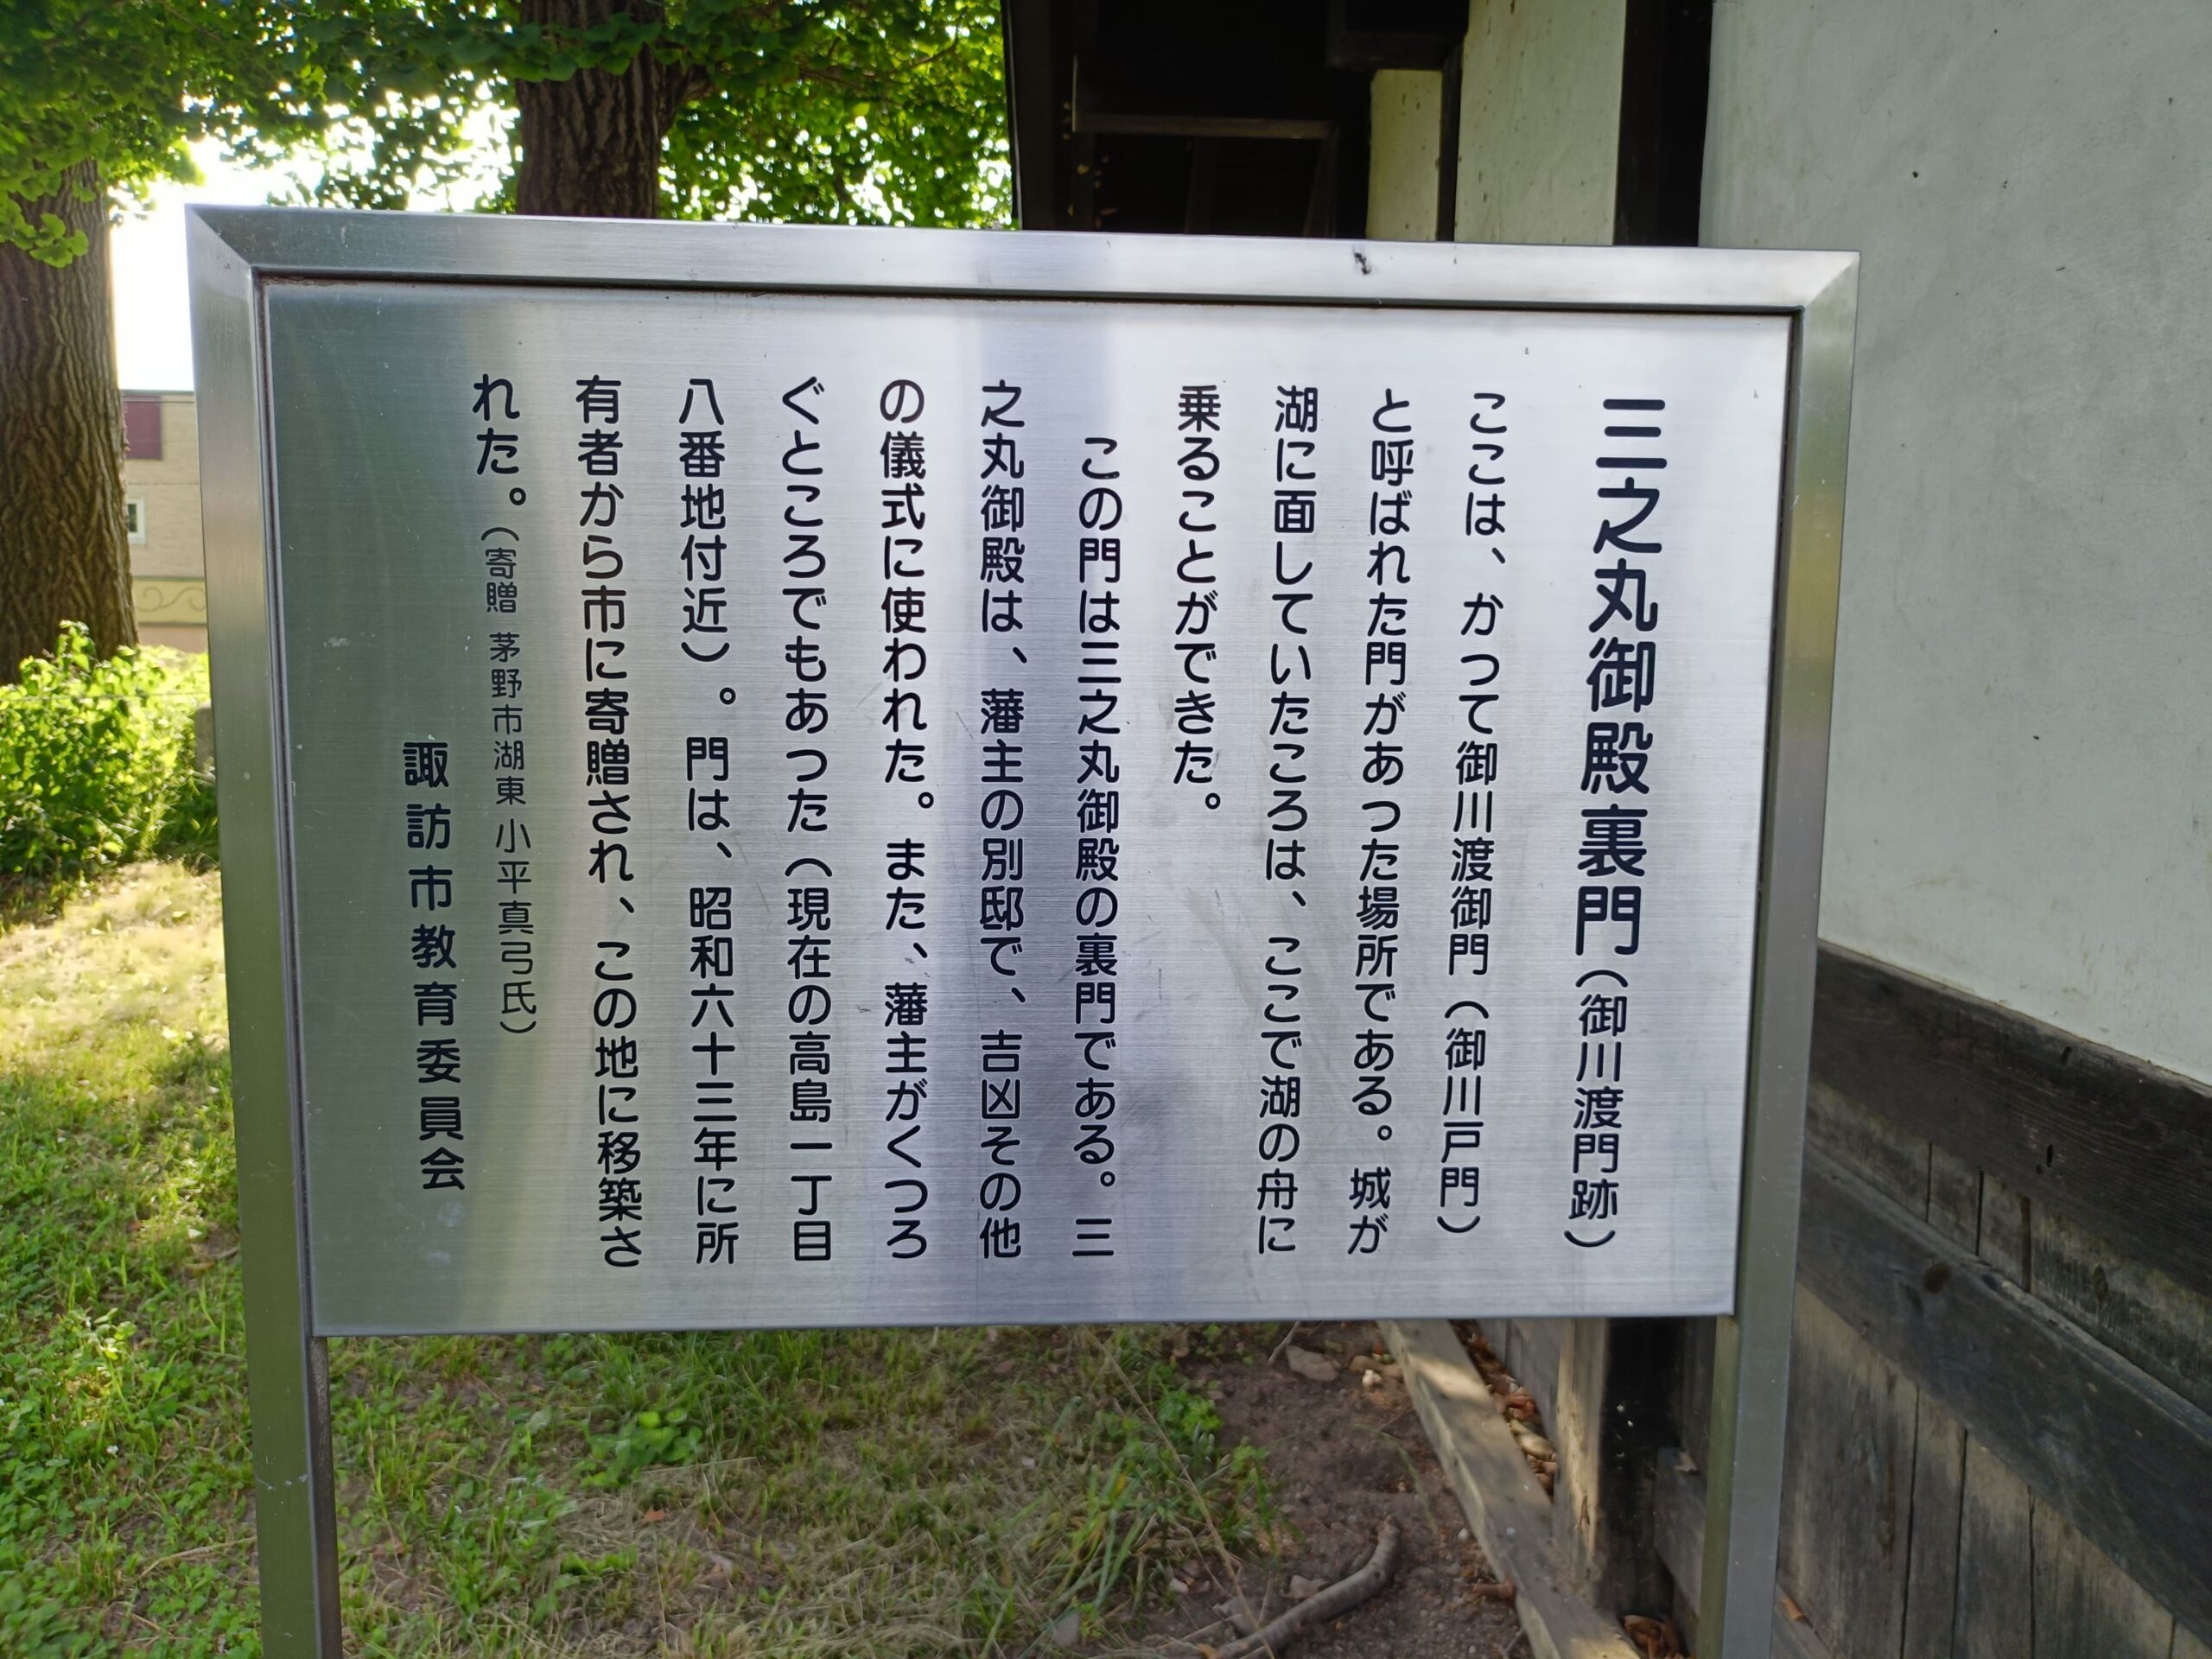 三之丸御殿裏門(御川渡門跡)
ここは、かつて御川渡御門(御川戸門)
と呼ばれた門があった場所である。城が
湖に面していたころは、ここで湖の舟に
乗ることができた。
この門は三之丸御殿の裏門である。三
之丸御殿は、藩主の別邸で、吉凶その他
の儀式に使われた。また、藩主がくつろ
ぐところでもあった(現在の高島一丁目
八番地付近)。門は、昭和六十三年に所
有者から市に寄贈され、この地に移築さ
れた。(寄贈 茅野市湖東 小平真弓氏)
諏訪市教育委員会